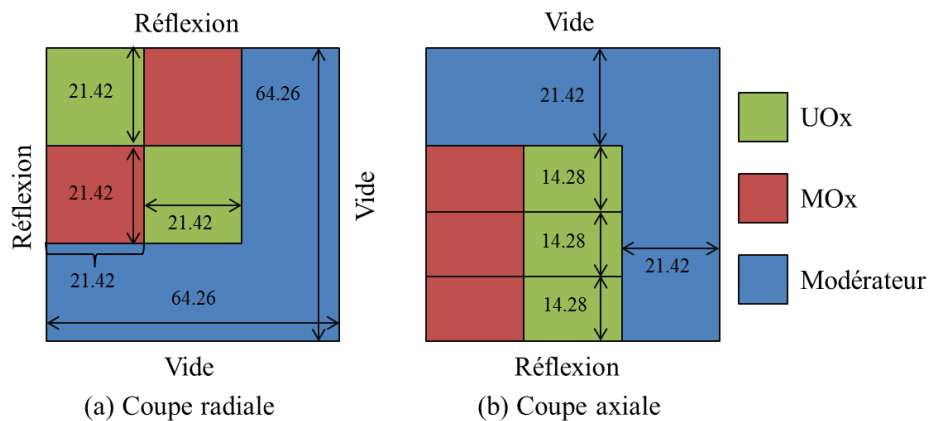 Réflexion
21.42
64.26
Réflexion
21.42
21.42
Vide
21.42
64.26
Vide
(a) Coupe radiale
Vide
21.42
14.28
14.28
21.42
14.28
Réflexion
(b) Coupe axiale
UOx
MOx
Modérateur